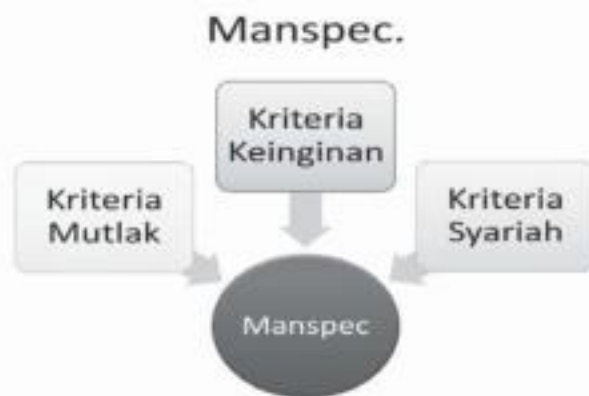 Manspec.
Kriteria
Keinginan
Kriteria
Mutlak
Kriteria
Syariah
Manspec